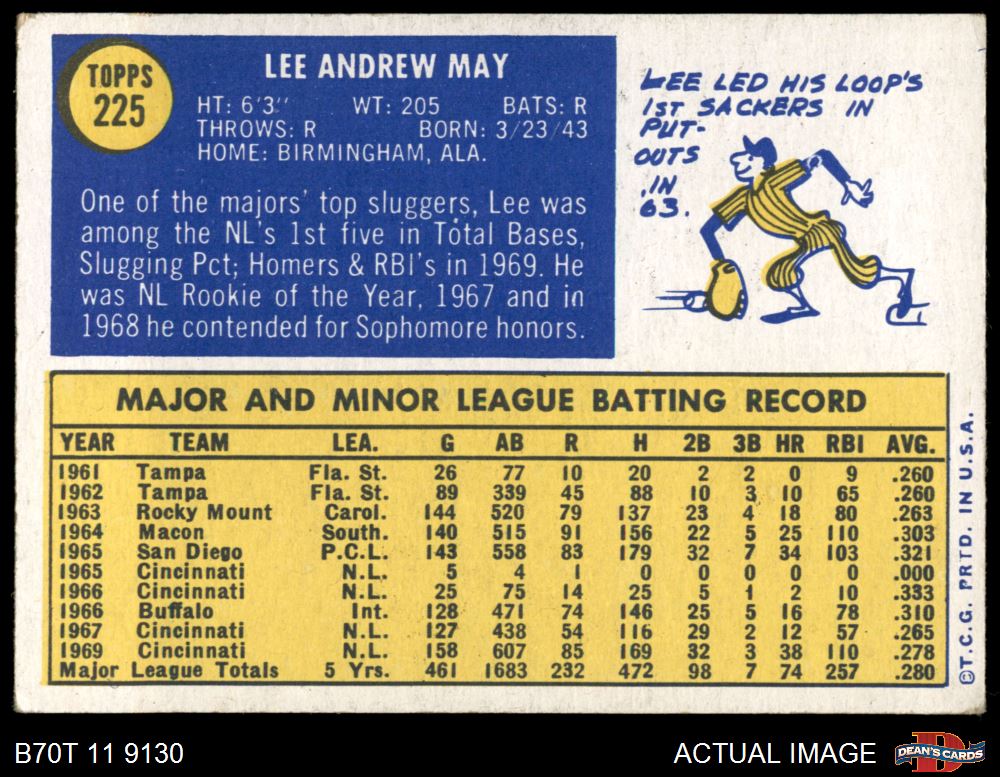 TOPPS
225
LEE ANDREW MAY
HT: 6'3" WT: 205 BATS: R
THROWS: R BORN: 3/23/43
HOME: BIRMINGHAM, ALA.
One of the majors' top sluggers, Lee was
among the NL's 1st five in Total Bases,
Slugging Pct; Homers & RBI's in 1969. He
was NL Rookie of the Year, 1967 and in
1968 he contended for Sophomore honors.
LEE LED HIS LOOP'S
1ST SACKERS IN
PUT-
OUTS
IN
63.
MAJOR AND MINOR LEAGUE BATTING RECORD
YEAR TEAM LEA. G AB R H 2B 3B HR RBI AVG.
1961 Tampa Fla. St. 26 77 10 20 2 2 0 9 .260
1962 Tampa Fla. St. 89 339 45 88 10 3 10 65 .260
1963 Rocky Mount Carol. 144 520 79 137 23 4 18 80 .263
1964 Macon South. 140 515 91 156 22 5 25 110 .303
1965 San Diego P.C.L. 143 558 83 179 32 7 34 103 .321
1965 Cincinnati N.L. 5 4 1 0 0 0 0 0 .000
1966 Cincinnati N.L. 25 75 14 25 5 1 2 10 .333
1966 Buffalo Int. 128 471 74 146 25 5 16 78 .310
1967 Cincinnati N.L. 127 438 54 116 29 2 12 57 .265
1969 Cincinnati N.L. 158 607 85 169 32 3 38 110 .278
Major League Totals 5 Yrs. 461 1683 232 472 98 7 74 257 .280
©T.C.G. PRTD. IN U.S.A.
B70T 11 9130
ACTUAL IMAGE
D
DEAN'S CARDS